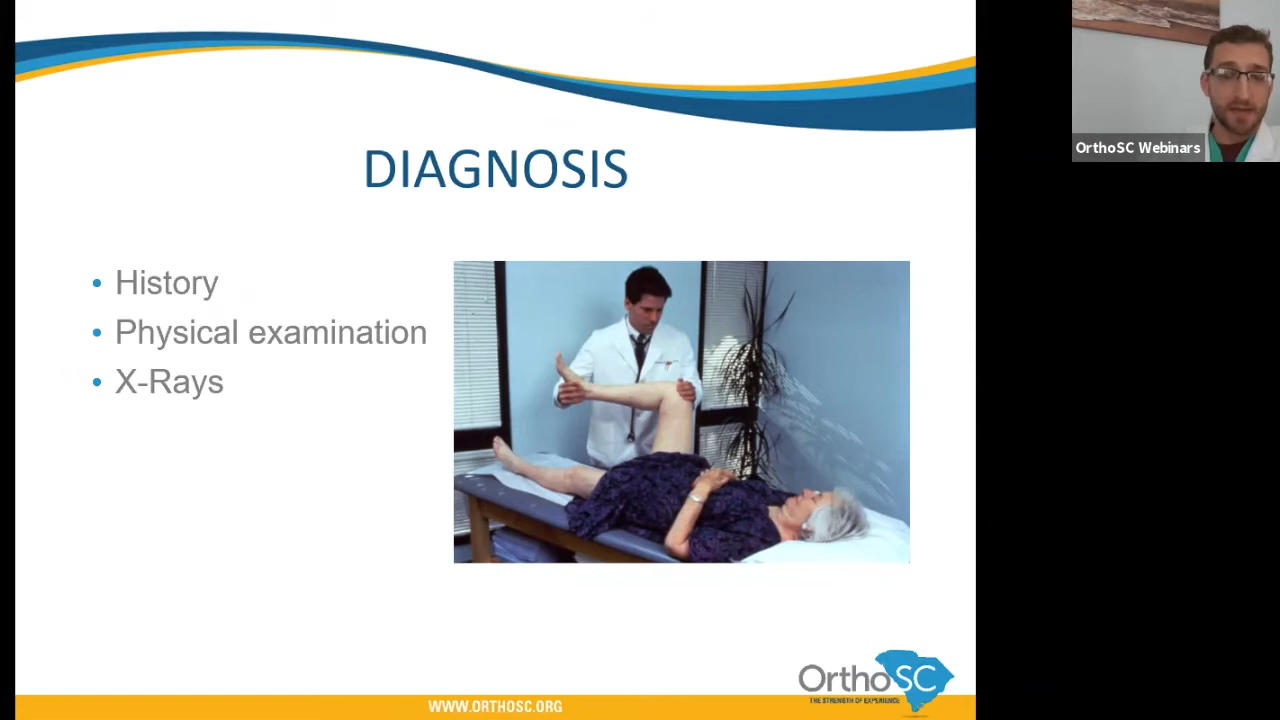 OrthoSC Webinars
DIAGNOSIS
• History
• Physical examination
• X-Rays
OrthoSC
THE STRENGTH OF EXPERIENCE
WWW.ORTHOSC.ORG